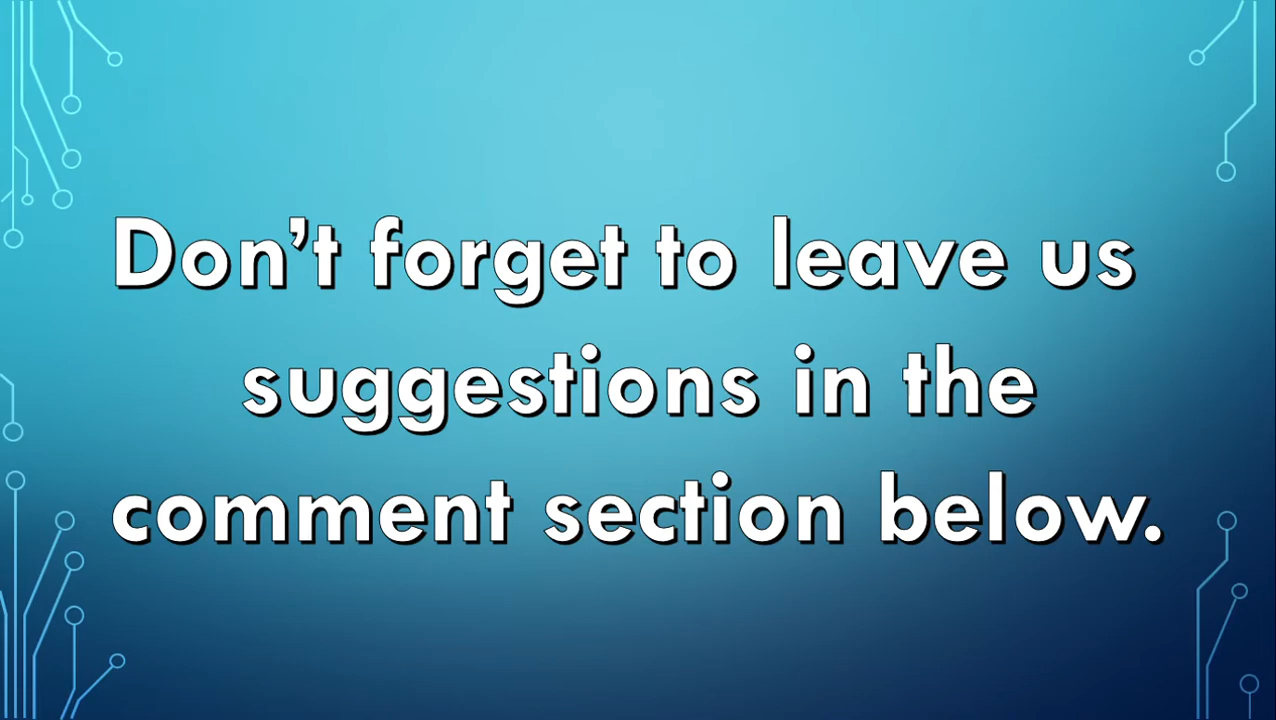 Don’t forget to leave us
suggestions in the
comment section below.